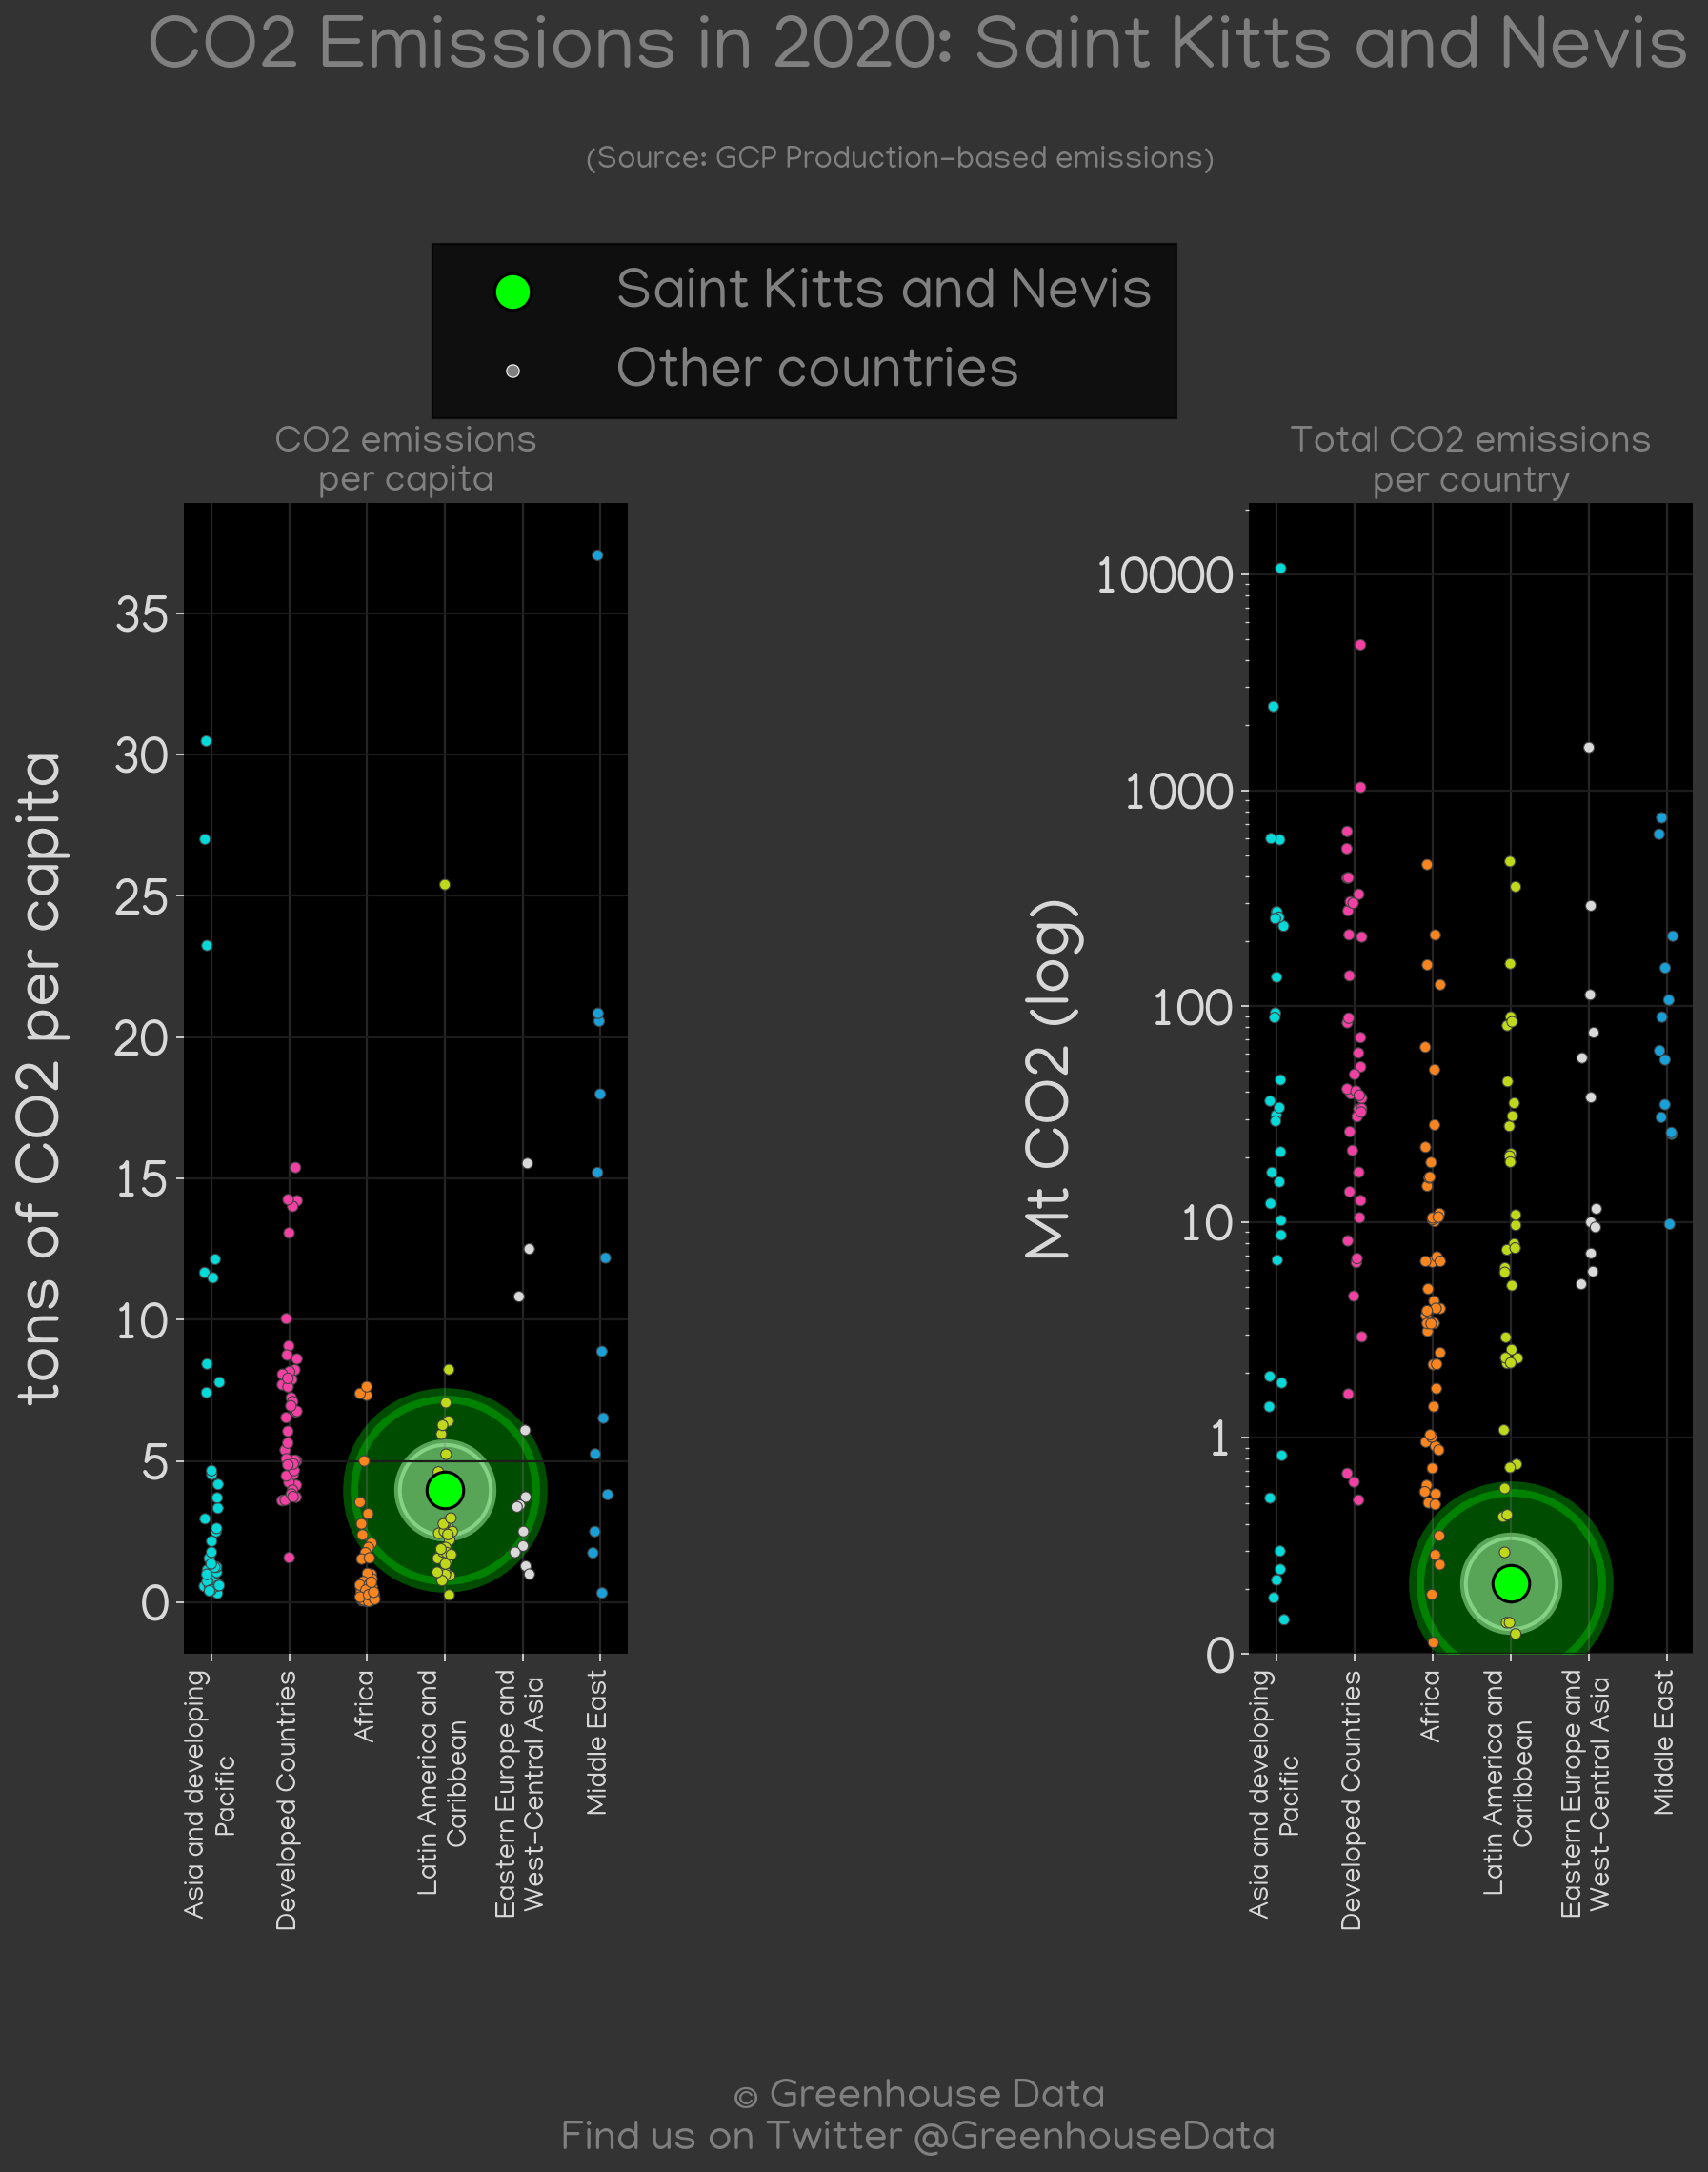 CO2 Emissions in 2020: Saint Kitts and Nevis
(Source: GCP Production-based emissions)
Saint Kitts and Nevis
Other countries
CO2 emissions
per capita
tons of CO2 per capita
35
30
25
20
15
10
5
0
Asia and developing
Pacific
Developed Countries
Africa
Latin America and
Caribbean
Eastern Europe and
West-Central Asia
Middle East
Total CO2 emissions
per country
Mt CO2 (log)
10000
1000
100
10
1
0
Asia and developing
Pacific
Developed Countries
Africa
Latin America and
Caribbean
Eastern Europe and
West-Central Asia
Middle East
© Greenhouse Data
Find us on Twitter @GreenhouseData